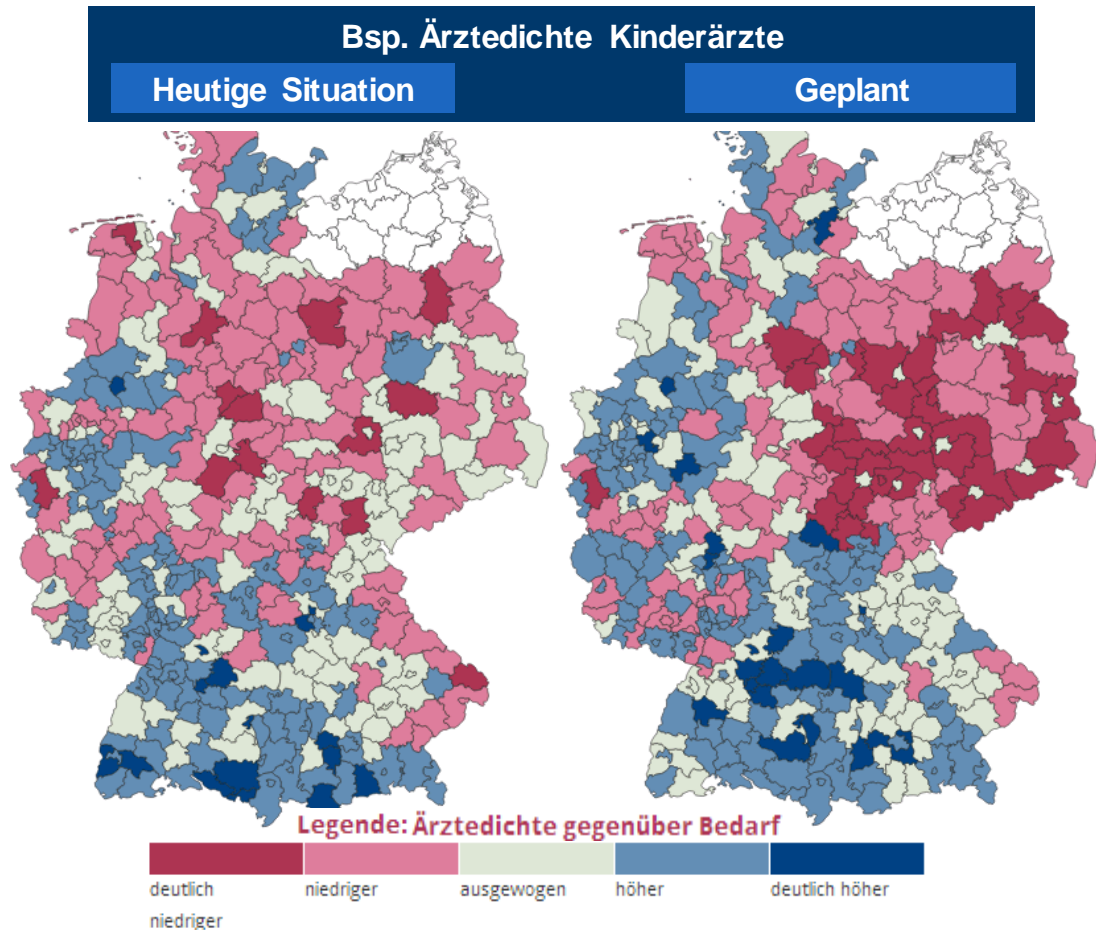 Bsp. Ärztedichte Kinderärzte
Heutige Situation
Geplant
Legende: Ärztedichte gegenüber Bedarf
deutlich
niedriger
niedriger
ausgewogen
höher
deutlich höher